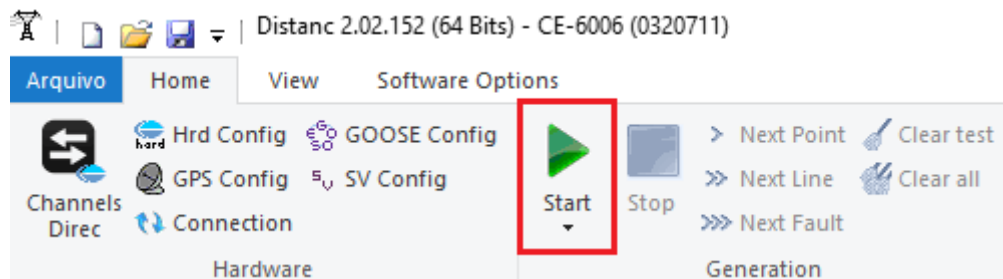 Distanc 2.02.152 (64 Bits) - CE-6006 (0320711)
Arquivo Home View Software Options
hard Hrd Config GOOSE Config
GPS Config SV Config
Channels Direc
Connection
Hardware
Start
Stop
Next Point Clear test
Next Line Clear all
Next Fault
Generation